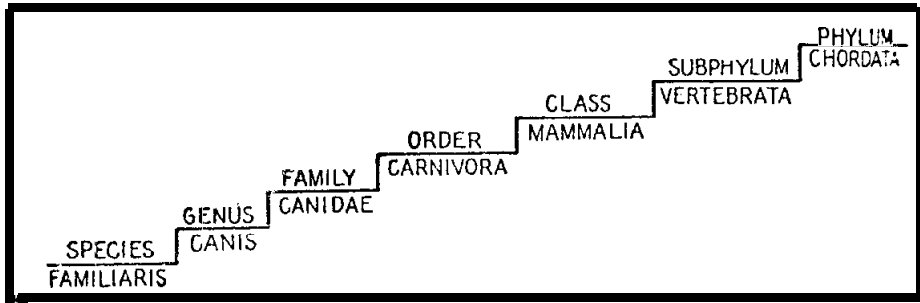 PHYLUM
CHORDATA
SUBPHYLUM
VERTEBRATA
CLASS
MAMMALIA
ORDER
CARNIVORA
FAMILY
CANIDAE
GENUS
CANIS
SPECIES
FAMILIARIS